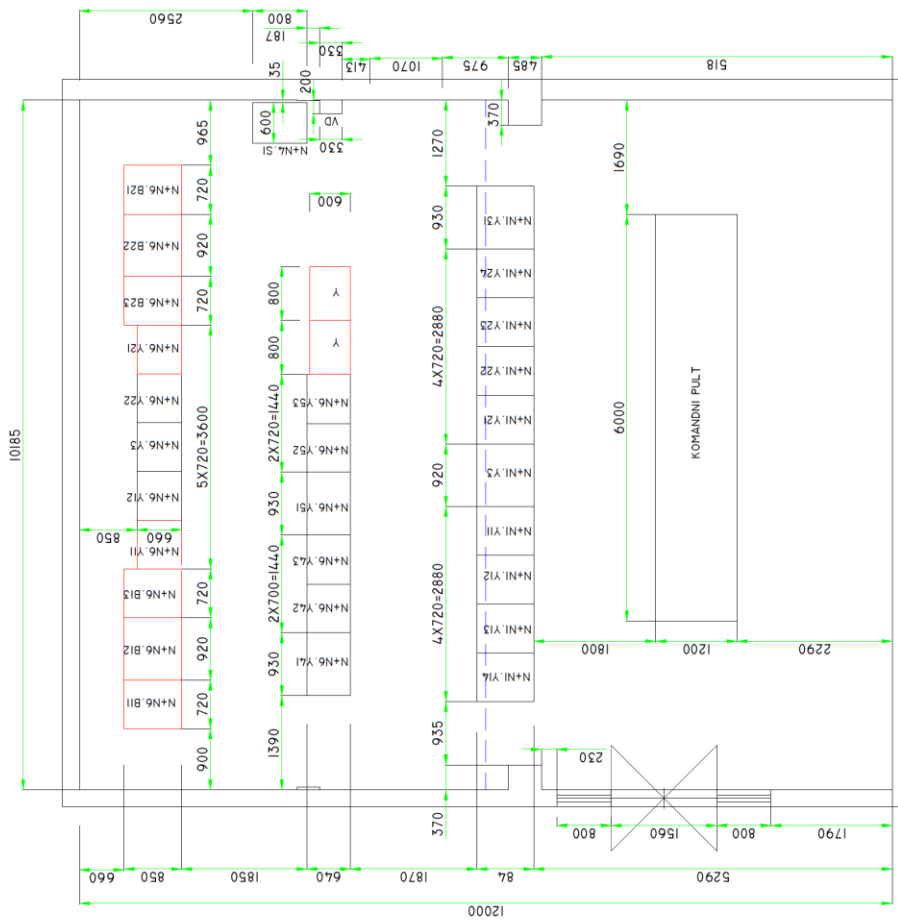 2560
800
187
330
413
1070
975
485
518
35
200
10185
965
720
920
720
5X720=3600
720
920
720
900
850
660
N+N6.B21
N+N6.B22
N+N6.B23
N+N6.Y21
N+N6.Y22
N+N6.Y3
N+N6.Y12
N+N6.Y11
N+N6.B13
N+N6.B12
N+N6.B11
600
N+N4.S1
VD
330
600
800
800
2X720=1440
930
2X700=1440
930
1390
Y
Y
N+N6.Y53
N+N6.Y52
N+N6.Y51
N+N6.Y43
N+N6.Y42
N+N6.Y41
370
1270
930
4X720=2880
920
4X720=2880
935
370
N+N1.Y31
N+N1.Y24
N+N1.Y23
N+N1.Y22
N+N1.Y21
N+N1.Y3
N+N1.Y11
N+N1.Y12
N+N1.Y13
N+N1.Y14
1690
6000
KOMANDNI PULT
1800
1200
2290
230
800
1560
800
1790
660
850
1850
640
1870
84
5290
12000